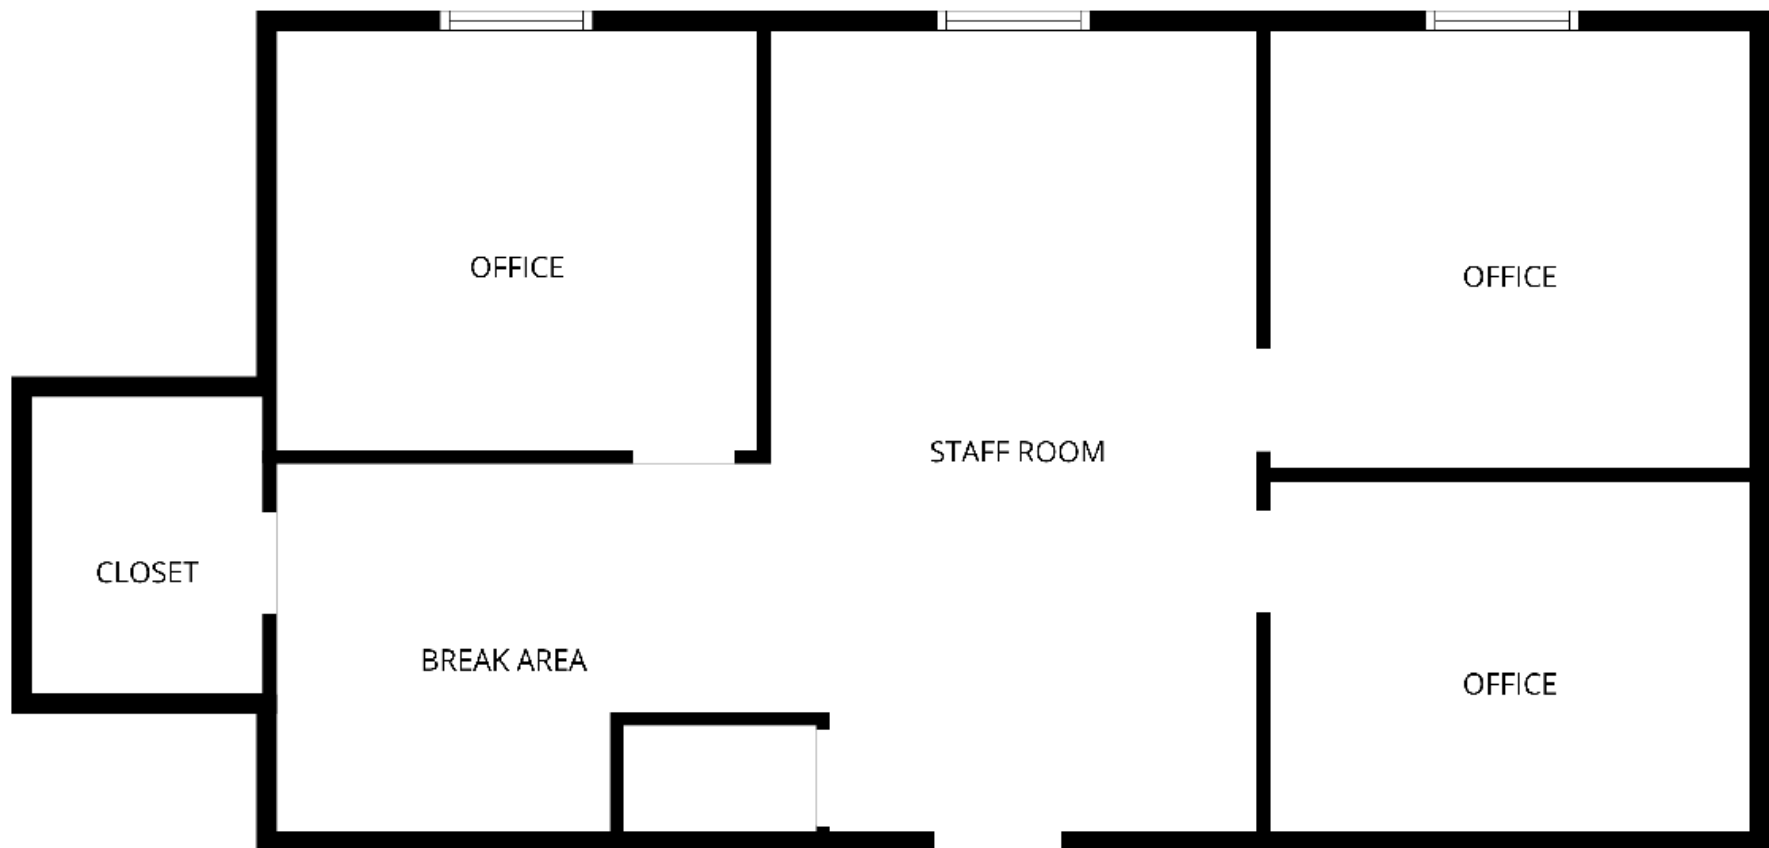 OFFICE
OFFICE
STAFF ROOM
CLOSET
BREAK AREA
OFFICE